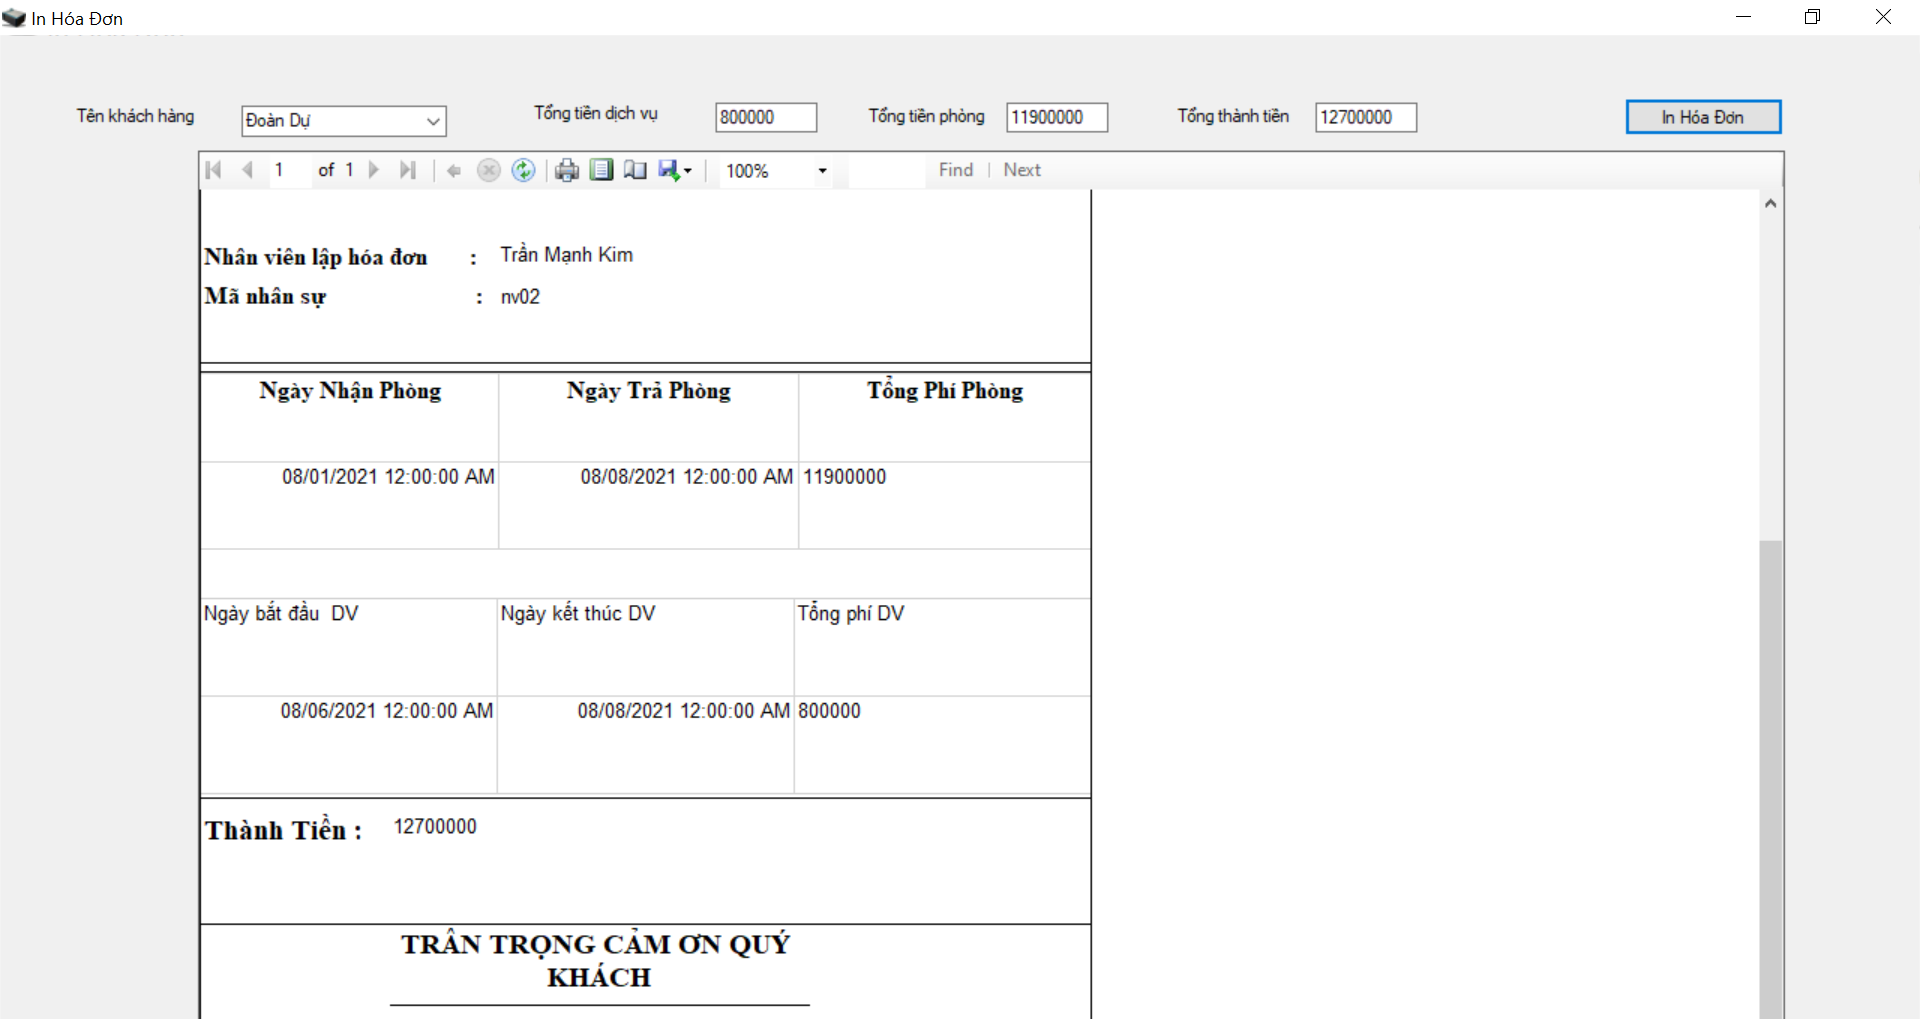 In Hóa Đơn
Tên khách hàng Đoàn Dự Tổng tiền dịch vụ 800000 Tổng tiền phòng 11900000 Tổng thành tiền 12700000 In Hóa Đơn
1 of 1 100% Find | Next
Nhân viên lập hóa đơn : Trần Mạnh Kim
Mã nhân sự : nv02
Ngày Nhận Phòng Ngày Trả Phòng Tổng Phí Phòng
08/01/2021 12:00:00 AM 08/08/2021 12:00:00 AM 11900000
Ngày bắt đầu DV Ngày kết thúc DV Tổng phí DV
08/06/2021 12:00:00 AM 08/08/2021 12:00:00 AM 800000
Thành Tiền : 12700000
TRÂN TRỌNG CẢM ƠN QUÝ
KHÁCH